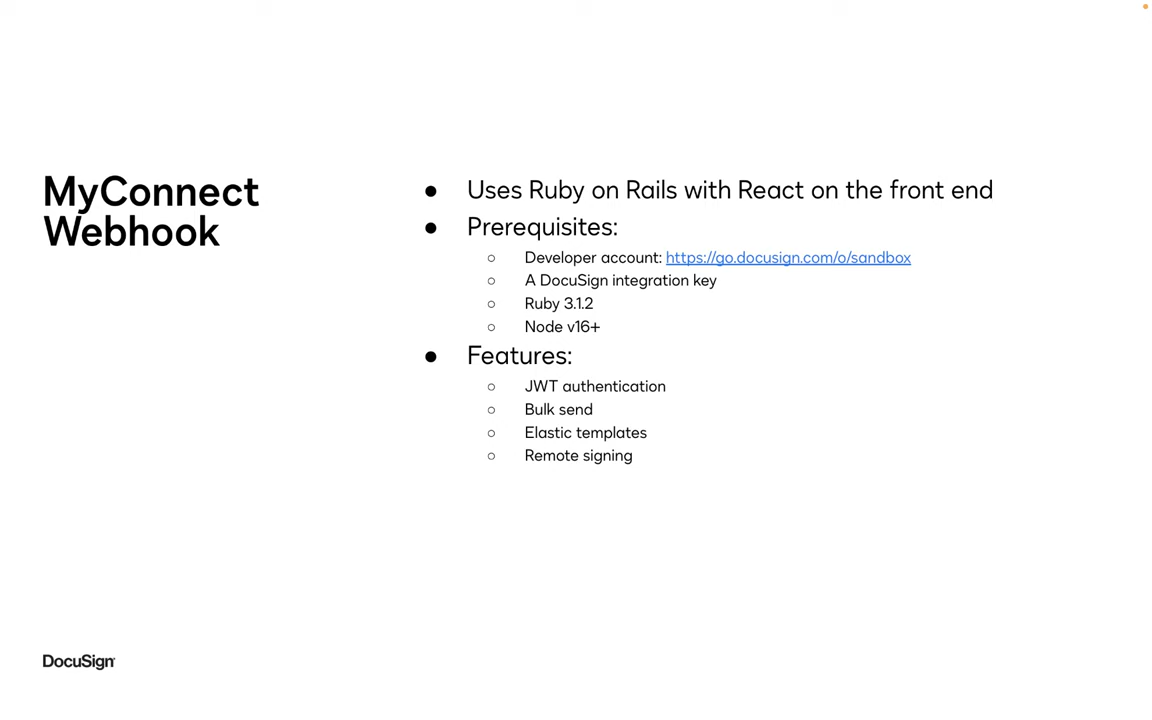 MyConnect
Webhook
● Uses Ruby on Rails with React on the front end
● Prerequisites:
○ Developer account: https://go.docusign.com/o/sandbox
○ A DocuSign integration key
○ Ruby 3.1.2
○ Node v16+
● Features:
○ JWT authentication
○ Bulk send
○ Elastic templates
○ Remote signing
DocuSign